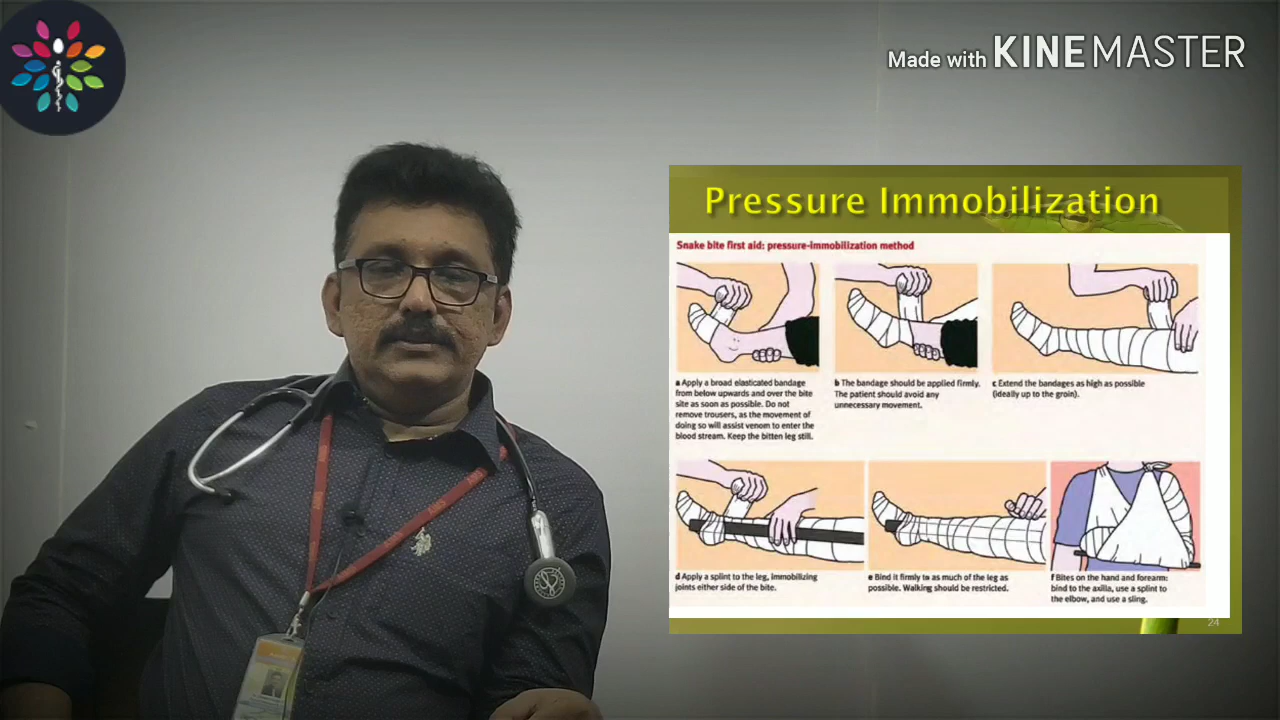 Made with KINEMASTER
Pressure Immobilization
Snake bite first aid: pressure-immobilization method
a Apply a broad elasticated bandage
from below upwards and over the bite
site as soon as possible. Do not
remove trousers, as the movement of
doing so will assist venom to enter the
blood stream. Keep the bitten leg still.
b The bandage should be applied firmly.
The patient should avoid any
unnecessary movement.
c Extend the bandages as high as possible
(ideally up to the groin).
d Apply a splint to the leg, immobilizing
joints either side of the bite.
e Bind it firmly to as much of the leg as
possible. Walking should be restricted.
f Bites on the hand and forearm:
bind to the axilla, use a splint to
the elbow, and use a sling.
24